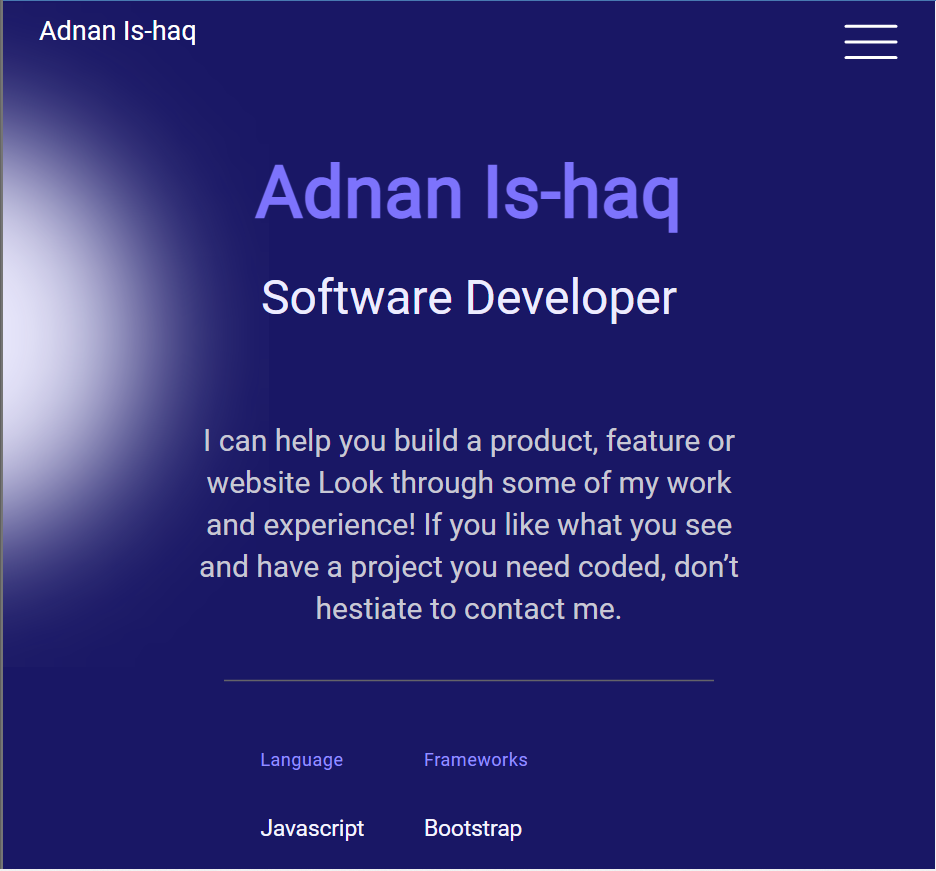 Adnan Is-haq
Adnan Is-haq
Software Developer
I can help you build a product, feature or
website Look through some of my work
and experience! If you like what you see
and have a project you need coded, don’t
hestiate to contact me.
Language Frameworks
Javascript Bootstrap